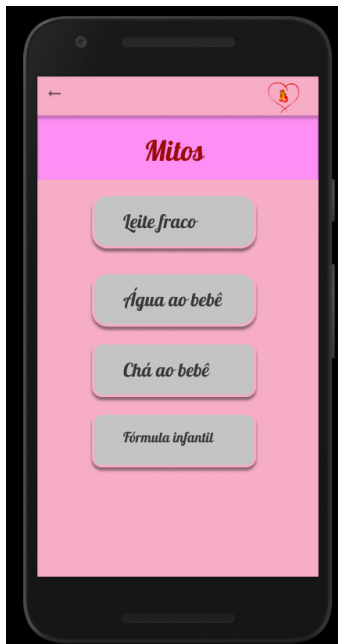 Mitos
Leite fraco
Água ao bebê
Chá ao bebê
Fórmula infantil